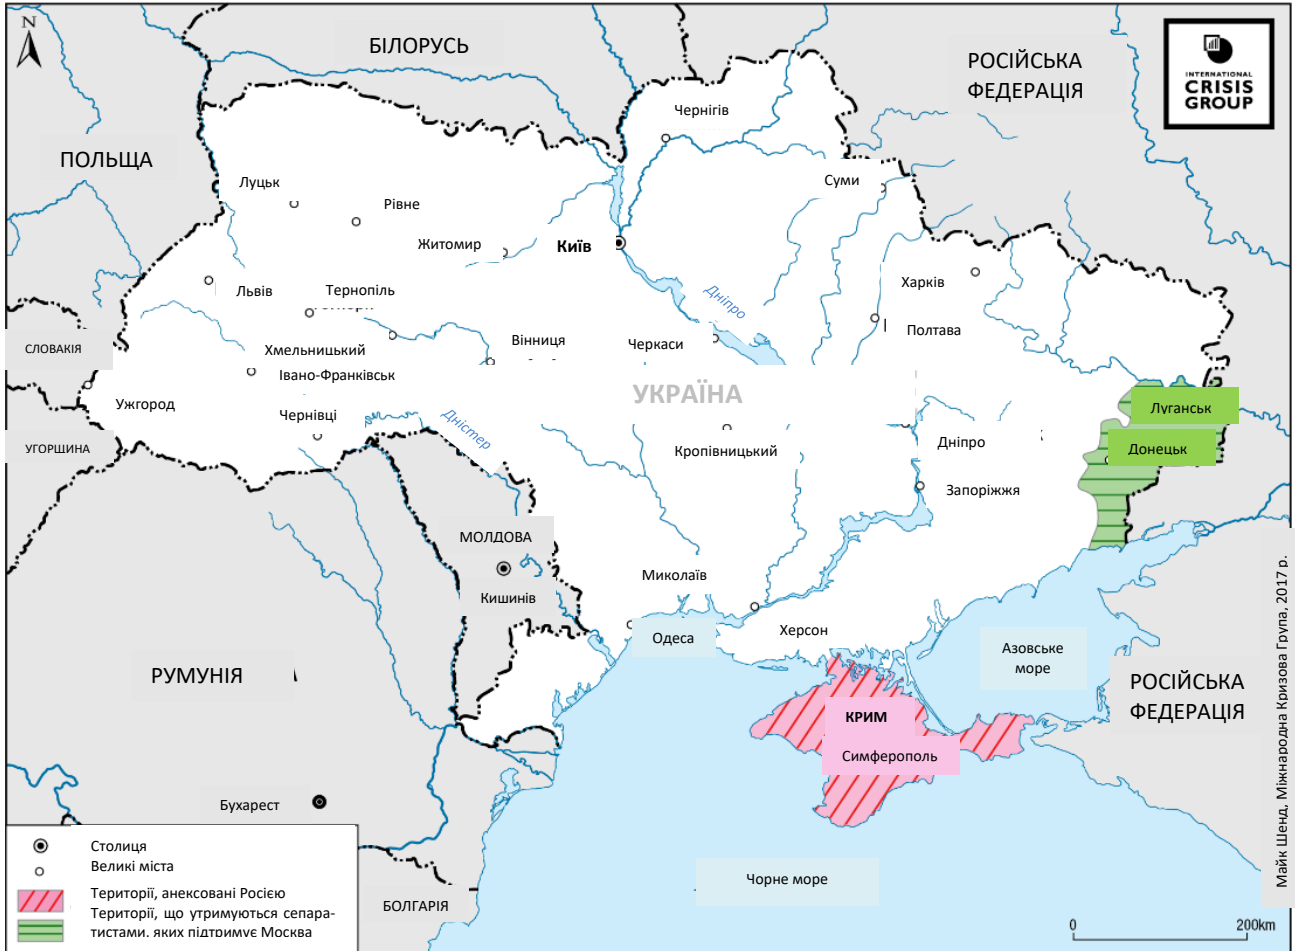 N
БІЛОРУСЬ
РОСІЙСЬКА
ФЕДЕРАЦІЯ
INTERNATIONAL
CRISIS
GROUP
ПОЛЬЩА
Чернігів
Луцьк
Рівне
Суми
Житомир
Київ
Львів
Тернопіль
Дніпро
Харків
Полтава
СЛОВАКІЯ
Хмельницький
Вінниця
Черкаси
Івано-Франківськ
УКРАЇНА
Ужгород
Чернівці
Дністер
Луганськ
УГОРЩИНА
Кропівницький
Дніпро
Донецьк
Запоріжжя
МОЛДОВА
Кишинів
Миколаїв
Одеса
Херсон
Азовське
море
РУМУНІЯ
РОСІЙСЬКА
ФЕДЕРАЦІЯ
КРИМ
Симферополь
Бухарест
Чорне море
БОЛГАРІЯ
Столиця
Великі міста
Території, анексовані Росією
Території, що утримуються сепара-
тистами, яких підтримує Москва
0 200km
Майк Шенд, Міжнародна Кризова Група, 2017 р.